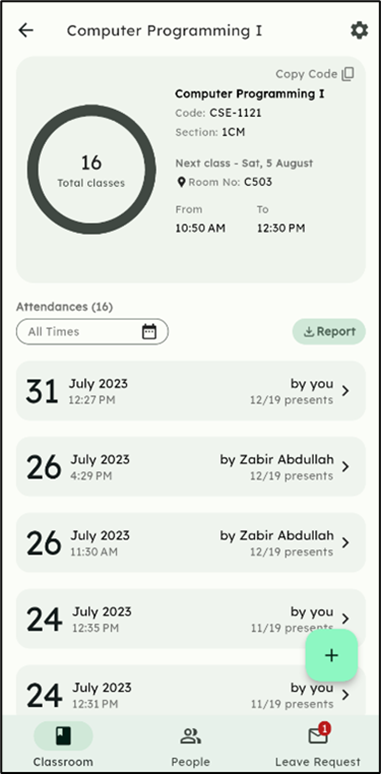 Computer Programming I
Copy Code
Computer Programming I
Code: CSE-1121
Section: 1CM
16
Total classes
Next class - Sat, 5 August
Room No: C503
From To
10:50 AM 12:30 PM
Attendances (16)
All Times
Report
31 July 2023 by you
12:27 PM 12/19 presents
26 July 2023 by Zabir Abdullah
4:29 PM 12/19 presents
26 July 2023 by Zabir Abdullah
11:30 AM 12/19 presents
24 July 2023 by you
12:35 PM 11/19 presents
+
24 July 2023 by you
12:31 PM 11/19 presents
1
Classroom People Leave Request